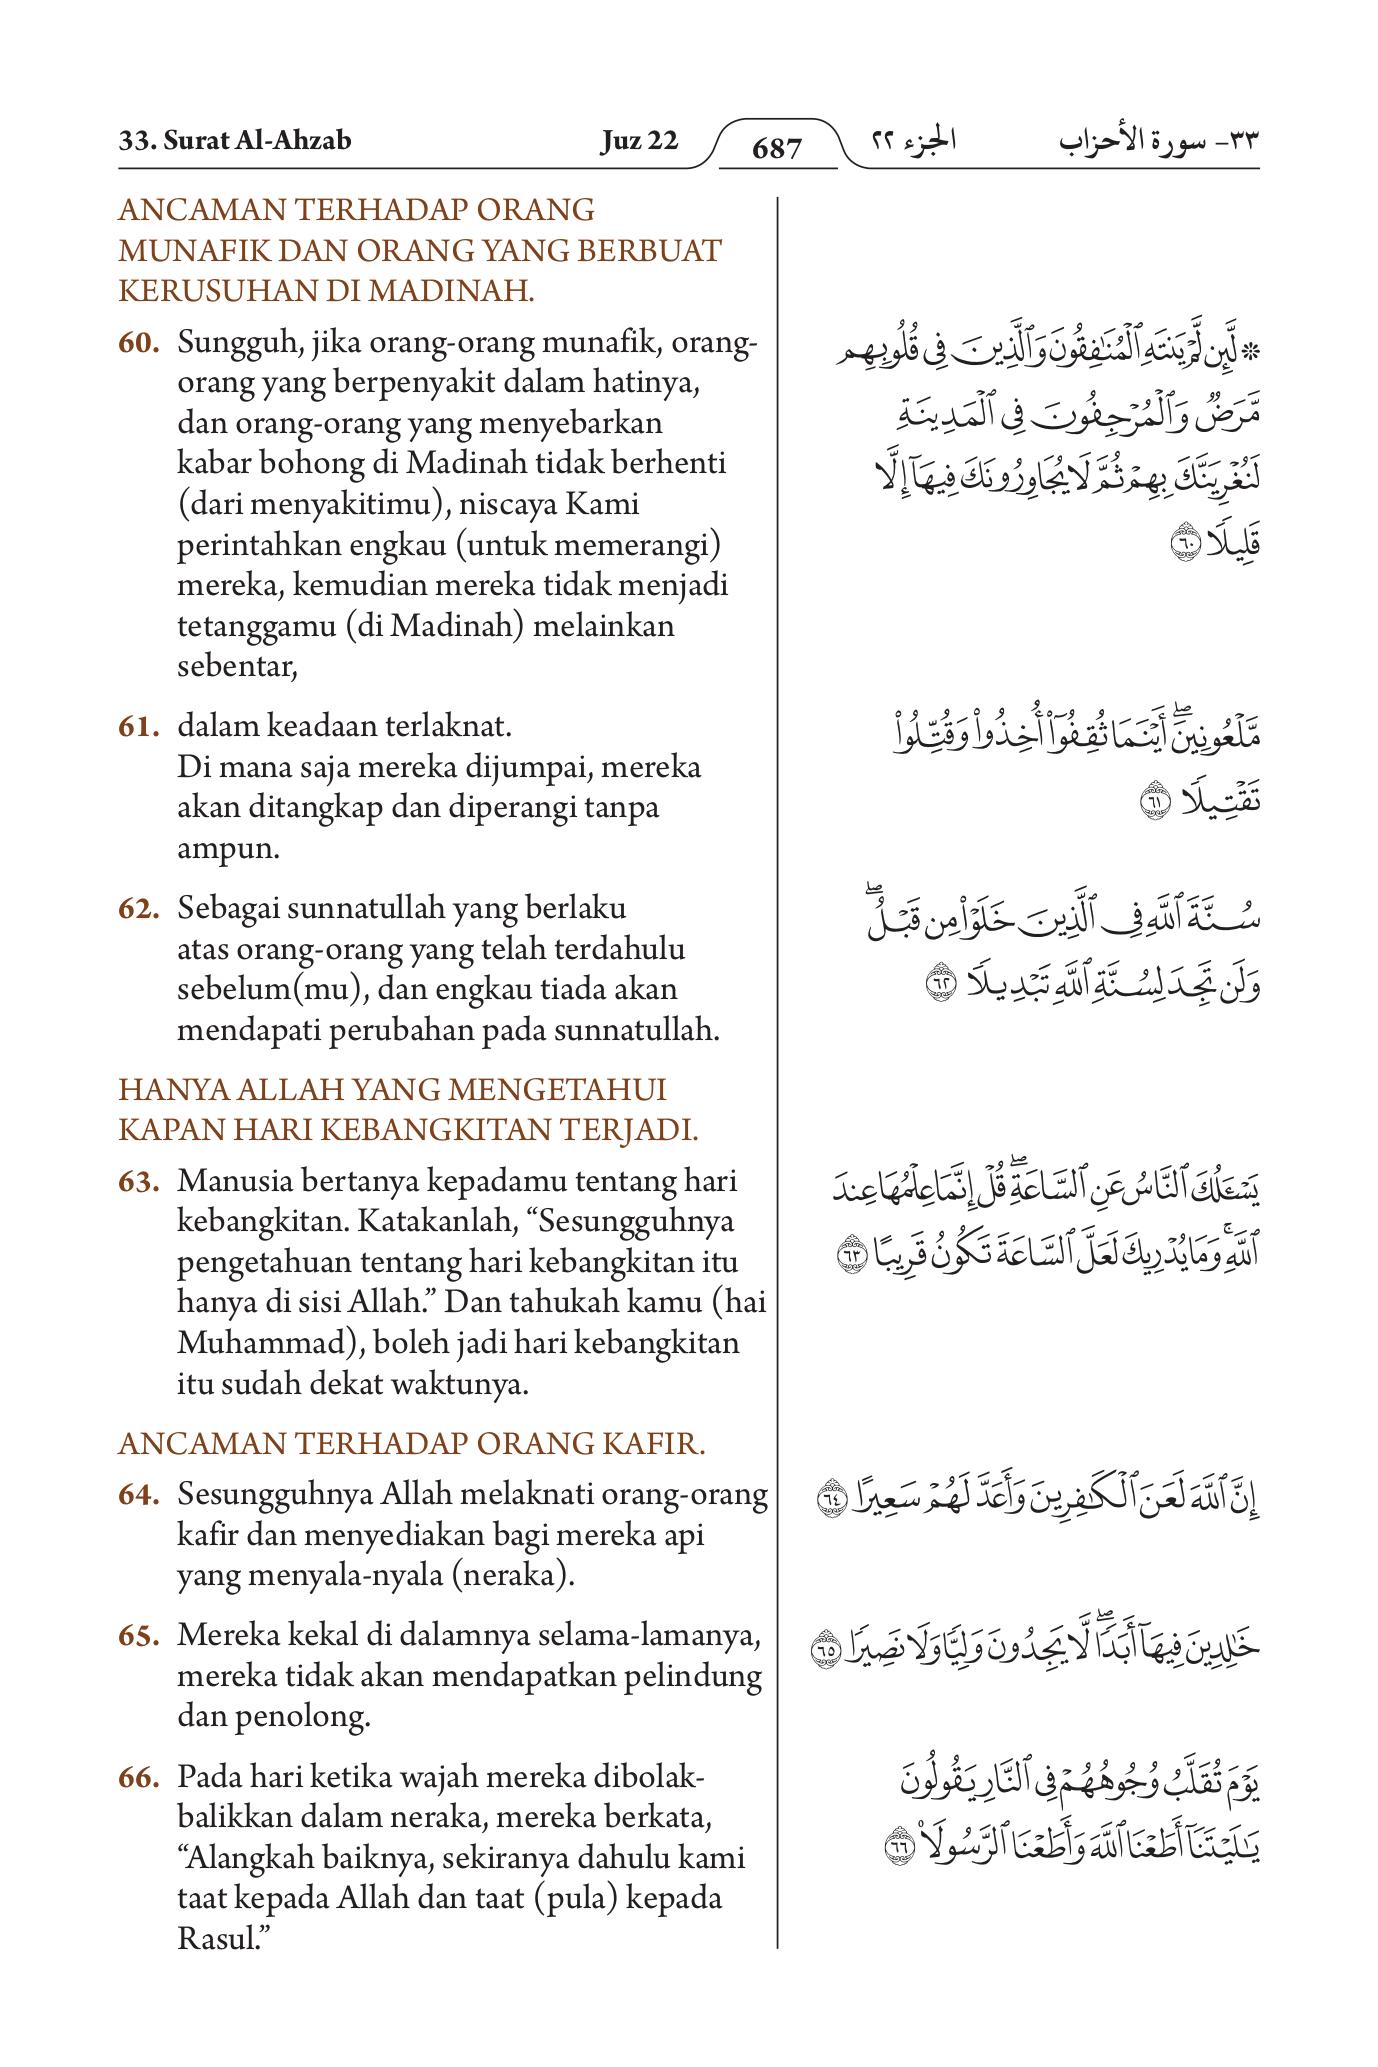 33. Surat Al-Ahzab
Juz 22
687
الجزء ٢٢
٣٣- سورة الأحزاب
ANCAMAN TERHADAP ORANG
MUNAFIK DAN ORANG YANG BERBUAT
KERUSUHAN DI MADINAH.
60. Sungguh, jika orang-orang munafik, orang-
orang yang berpenyakit dalam hatinya,
dan orang-orang yang menyebarkan
kabar bohong di Madinah tidak berhenti
(dari menyakitimu), niscaya Kami
perintahkan engkau (untuk memerangi)
mereka, kemudian mereka tidak menjadi
tetanggamu (di Madinah) melainkan
sebentar,
۞ لَّئِن لَّمْ يَنتَهِ ٱلْمُنَٰفِقُونَ وَٱلَّذِينَ فِى قُلُوبِهِم
مَّرَضٌ وَٱلْمُرْجِفُونَ فِى ٱلْمَدِينَةِ
لَنُغْرِيَنَّكَ بِهِمْ ثُمَّ لَا يُجَاوِرُونَكَ فِيهَآ إِلَّا
قَلِيلًا ٦٠
61. dalam keadaan terlaknat.
Di mana saja mereka dijumpai, mereka
akan ditangkap dan diperangi tanpa
ampun.
مَّلْعُونِينَۖ أَيْنَمَا ثُقِفُوٓا۟ أُخِذُوا۟ وَقُتِّلُوا۟
تَقْتِيلًا ٦١
62. Sebagai sunnatullah yang berlaku
atas orang-orang yang telah terdahulu
sebelum(mu), dan engkau tiada akan
mendapati perubahan pada sunnatullah.
سُنَّةَ ٱللَّهِ فِى ٱلَّذِينَ خَلَوْا۟ مِن قَبْلُۖ
وَلَن تَجِدَ لِسُنَّةِ ٱللَّهِ تَبْدِيلًا ٦٢
HANYA ALLAH YANG MENGETAHUI
KAPAN HARI KEBANGKITAN TERJADI.
63. Manusia bertanya kepadamu tentang hari
kebangkitan. Katakanlah, “Sesungguhnya
pengetahuan tentang hari kebangkitan itu
hanya di sisi Allah.” Dan tahukah kamu (hai
Muhammad), boleh jadi hari kebangkitan
itu sudah dekat waktunya.
يَسْـَٔلُكَ ٱلنَّاسُ عَنِ ٱلسَّاعَةِۖ قُلْ إِنَّمَا عِلْمُهَا عِندَ
ٱللَّهِۚ وَمَا يُدْرِيكَ لَعَلَّ ٱلسَّاعَةَ تَكُونُ قَرِيبًا ٦٣
ANCAMAN TERHADAP ORANG KAFIR.
64. Sesungguhnya Allah melaknati orang-orang
kafir dan menyediakan bagi mereka api
yang menyala-nyala (neraka).
إِنَّ ٱللَّهَ لَعَنَ ٱلْكَٰفِرِينَ وَأَعَدَّ لَهُمْ سَعِيرًا ٦٤
65. Mereka kekal di dalamnya selama-lamanya,
mereka tidak akan mendapatkan pelindung
dan penolong.
خَٰلِدِينَ فِيهَآ أَبَدًاۖ لَّا يَجِدُونَ وَلِيًّا وَلَا نَصِيرًا ٦٥
66. Pada hari ketika wajah mereka dibolak-
balikkan dalam neraka, mereka berkata,
“Alangkah baiknya, sekiranya dahulu kami
taat kepada Allah dan taat (pula) kepada
Rasul.”
يَوْمَ تُقَلَّبُ وُجُوهُهُمْ فِى ٱلنَّارِ يَقُولُونَ
يَٰلَيْتَنَآ أَطَعْنَا ٱللَّهَ وَأَطَعْنَا ٱلرَّسُولَا۠ ٦٦